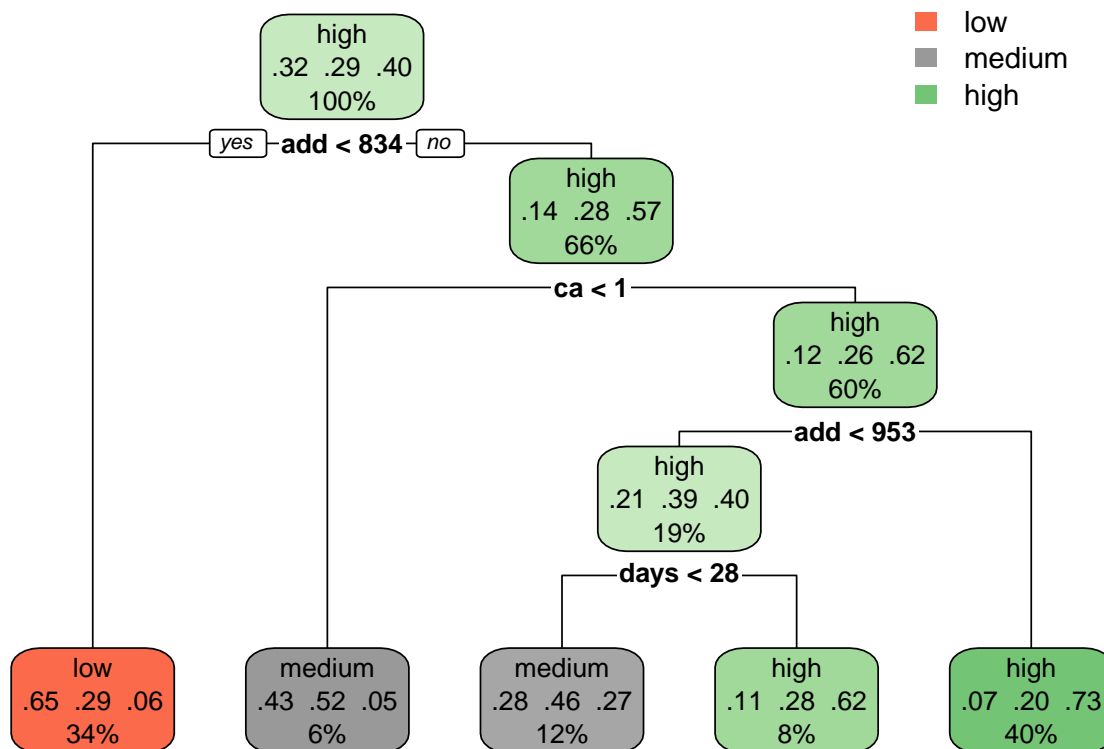 high
.32 .29 .40
100%
low
medium
high
yes add < 834 no
high
.14 .28 .57
66%
ca < 1
high
.12 .26 .62
60%
add < 953
high
.21 .39 .40
19%
days < 28
low
.65 .29 .06
34%
medium
.43 .52 .05
6%
medium
.28 .46 .27
12%
high
.11 .28 .62
8%
high
.07 .20 .73
40%